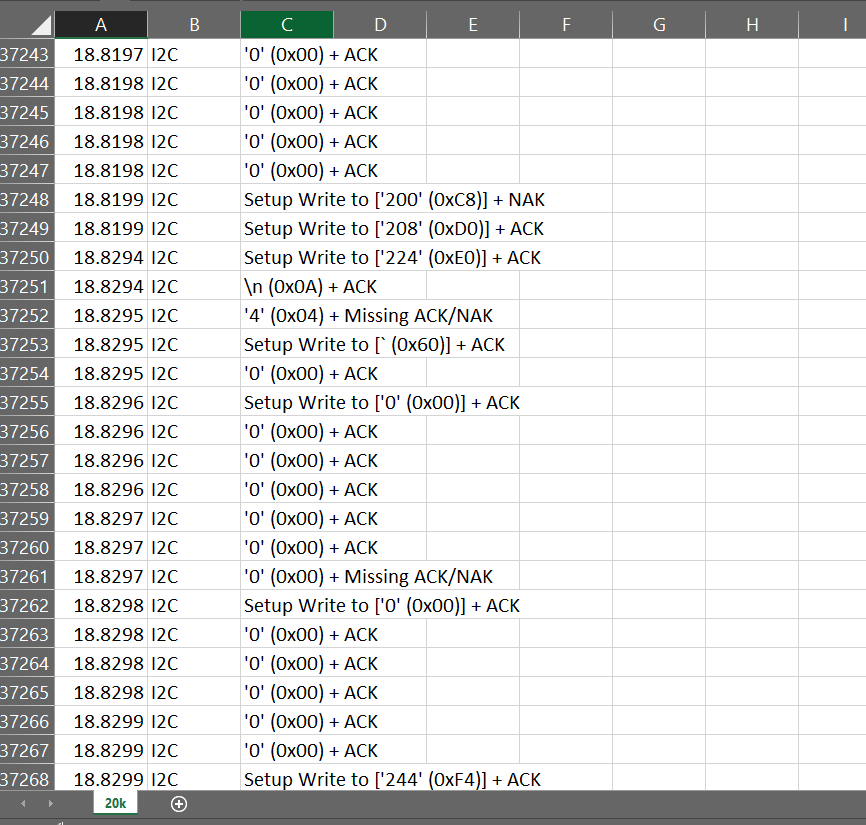 A B C D E F G H I
37243 18.8197 I2C '0' (0x00) + ACK
37244 18.8198 I2C '0' (0x00) + ACK
37245 18.8198 I2C '0' (0x00) + ACK
37246 18.8198 I2C '0' (0x00) + ACK
37247 18.8198 I2C '0' (0x00) + ACK
37248 18.8199 I2C Setup Write to ['200' (0xC8)] + NAK
37249 18.8199 I2C Setup Write to ['208' (0xD0)] + ACK
37250 18.8294 I2C Setup Write to ['224' (0xE0)] + ACK
37251 18.8294 I2C \n (0x0A) + ACK
37252 18.8295 I2C '4' (0x04) + Missing ACK/NAK
37253 18.8295 I2C Setup Write to [` (0x60)] + ACK
37254 18.8295 I2C '0' (0x00) + ACK
37255 18.8296 I2C Setup Write to ['0' (0x00)] + ACK
37256 18.8296 I2C '0' (0x00) + ACK
37257 18.8296 I2C '0' (0x00) + ACK
37258 18.8296 I2C '0' (0x00) + ACK
37259 18.8297 I2C '0' (0x00) + ACK
37260 18.8297 I2C '0' (0x00) + ACK
37261 18.8297 I2C '0' (0x00) + Missing ACK/NAK
37262 18.8298 I2C Setup Write to ['0' (0x00)] + ACK
37263 18.8298 I2C '0' (0x00) + ACK
37264 18.8298 I2C '0' (0x00) + ACK
37265 18.8298 I2C '0' (0x00) + ACK
37266 18.8299 I2C '0' (0x00) + ACK
37267 18.8299 I2C '0' (0x00) + ACK
37268 18.8299 I2C Setup Write to ['244' (0xF4)] + ACK
20k